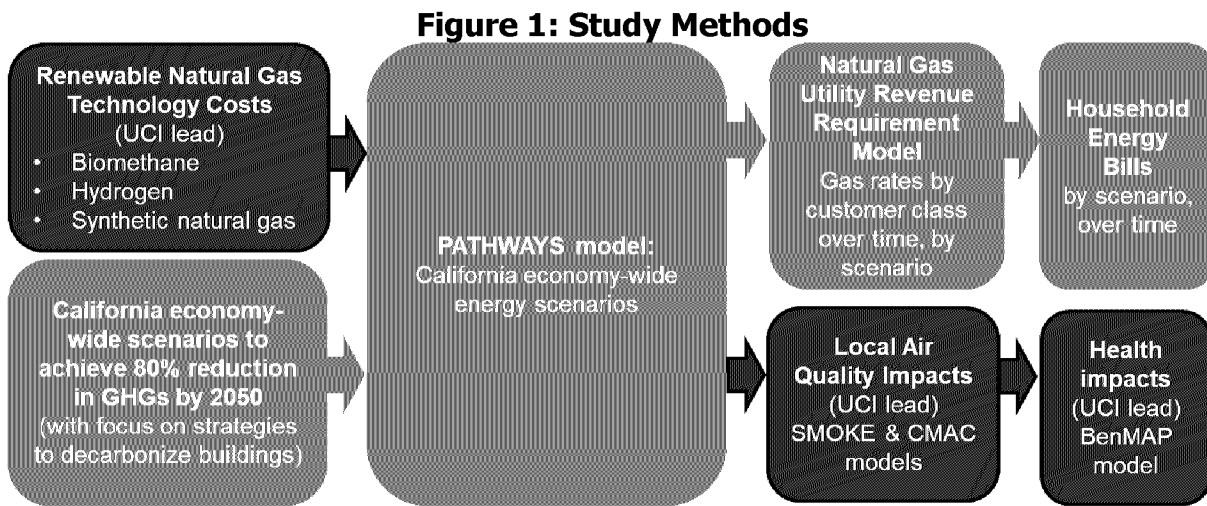 Figure 1: Study Methods
Renewable Natural Gas
Technology Costs
(UCI lead)
• Biomethane
• Hydrogen
• Synthetic natural gas
California economy-
wide scenarios to
achieve 80% reduction
in GHGs by 2050
(with focus on strategies
to decarbonize buildings)
PATHWAYS model:
California economy-wide
energy scenarios
Natural Gas
Utility Revenue
Requirement
Model
Gas rates by
customer class
over time, by
scenario
Household
Energy
Bills
by scenario,
over time
Local Air
Quality Impacts
(UCI lead)
SMOKE & CMAC
models
Health
impacts
(UCI lead)
BenMAP
model